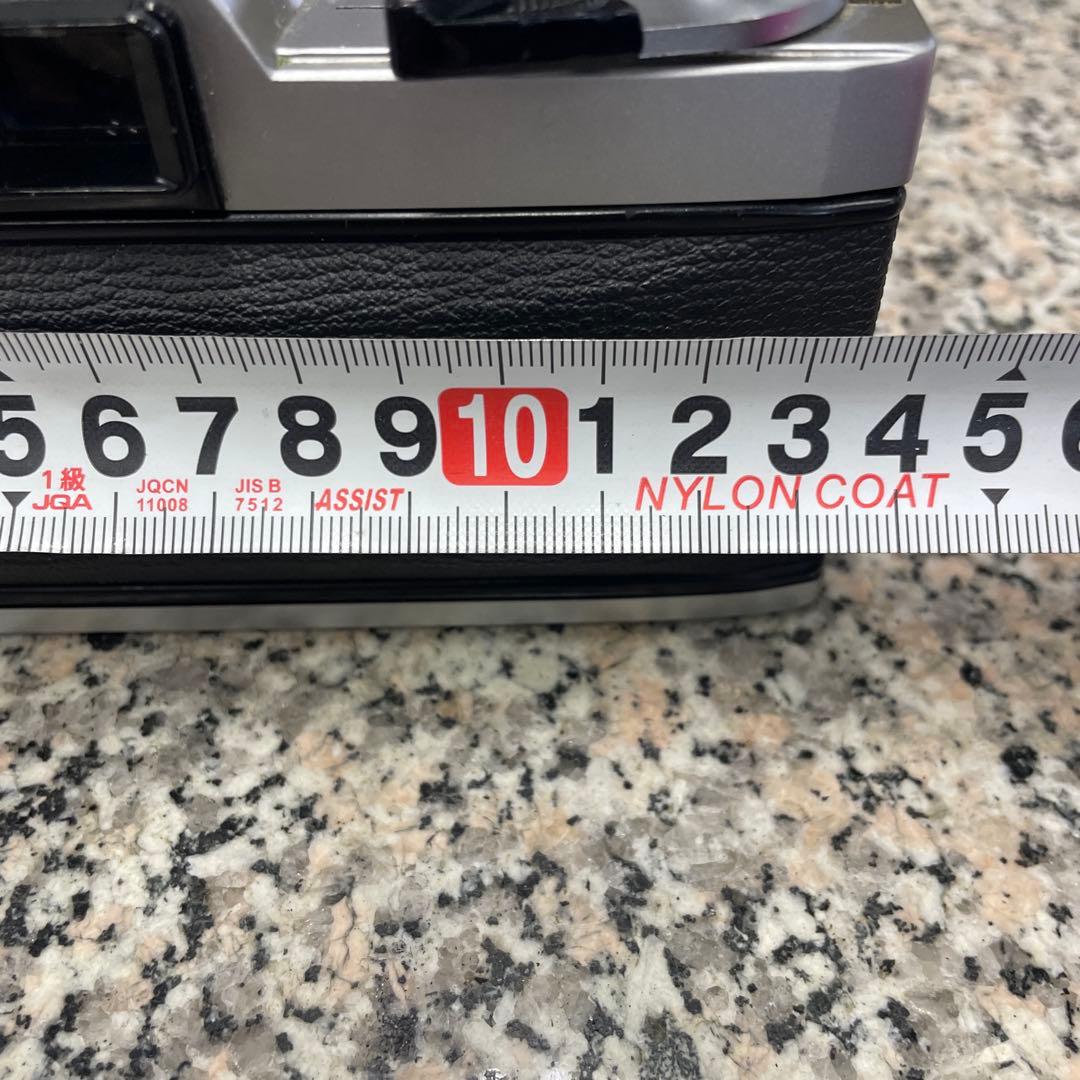 5 6 7 8 9 10 1 2 3 4 5 6
1級 JQA
JQCN 11008
JIS B 7512
ASSIST
NYLON COAT